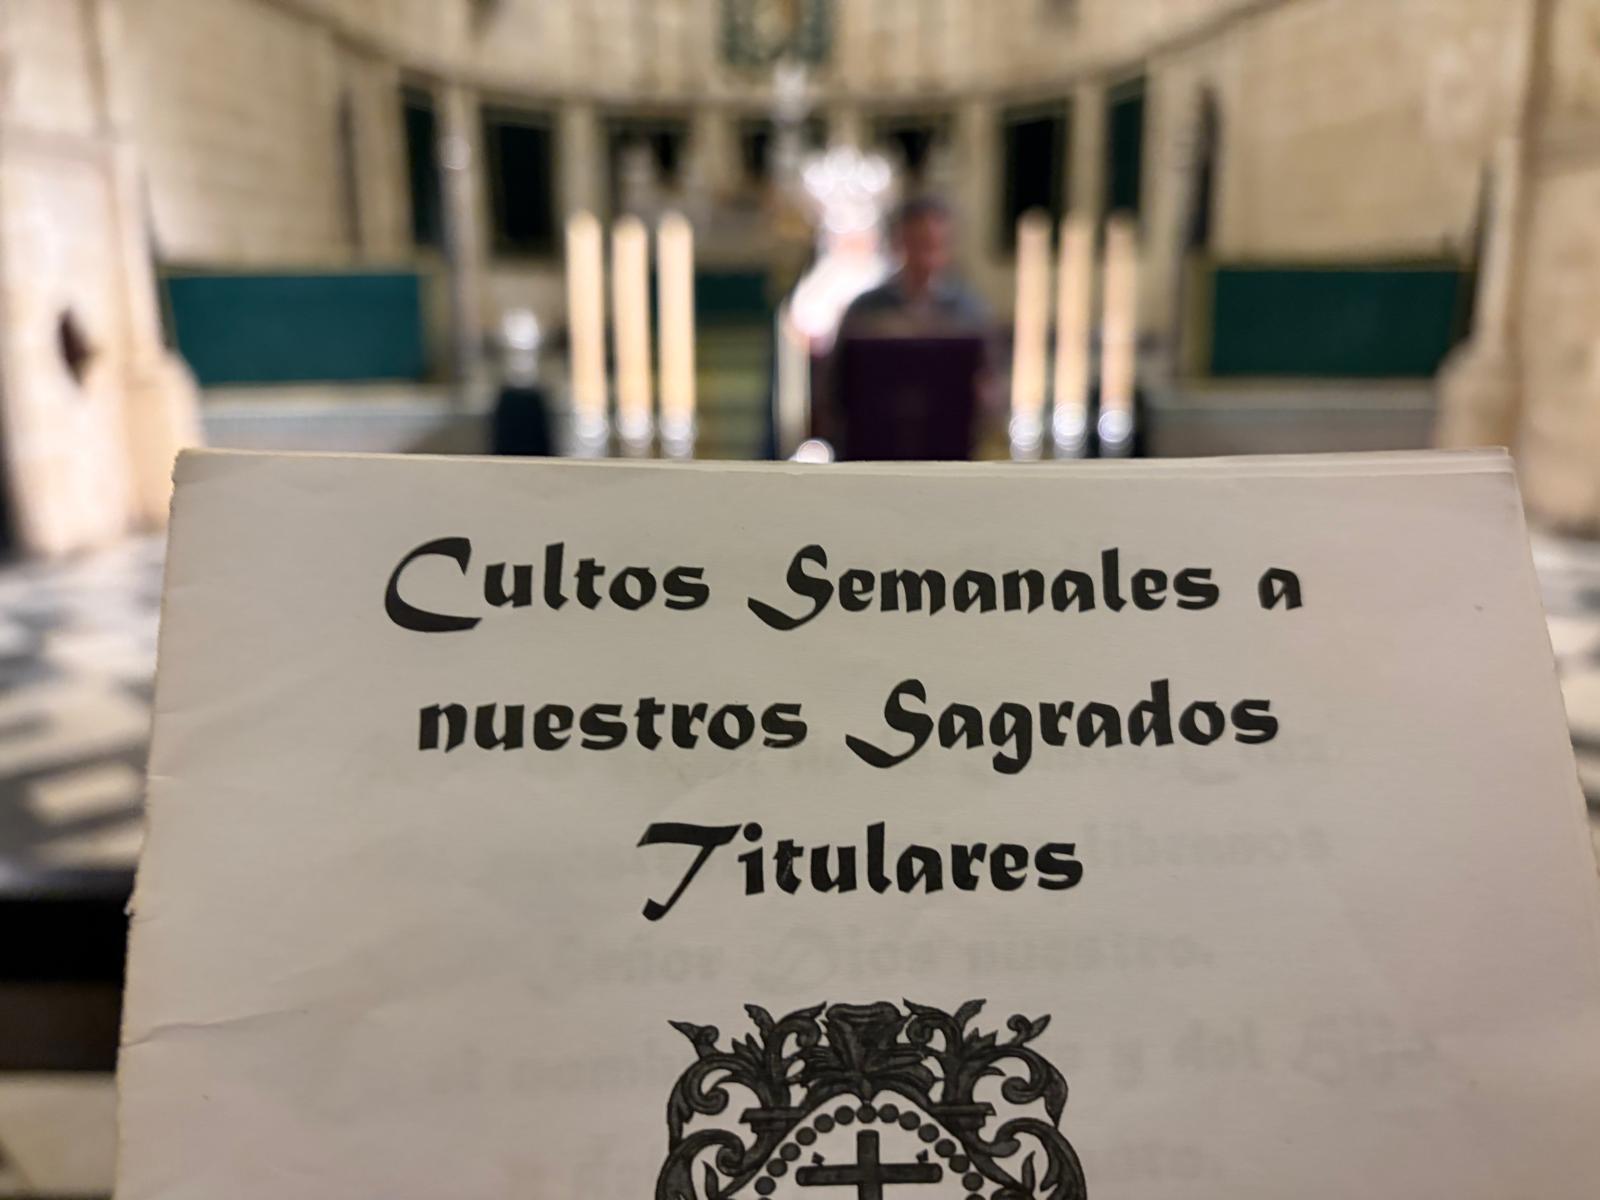 Cultos Semanales a
nuestros Sagrados
Titulares